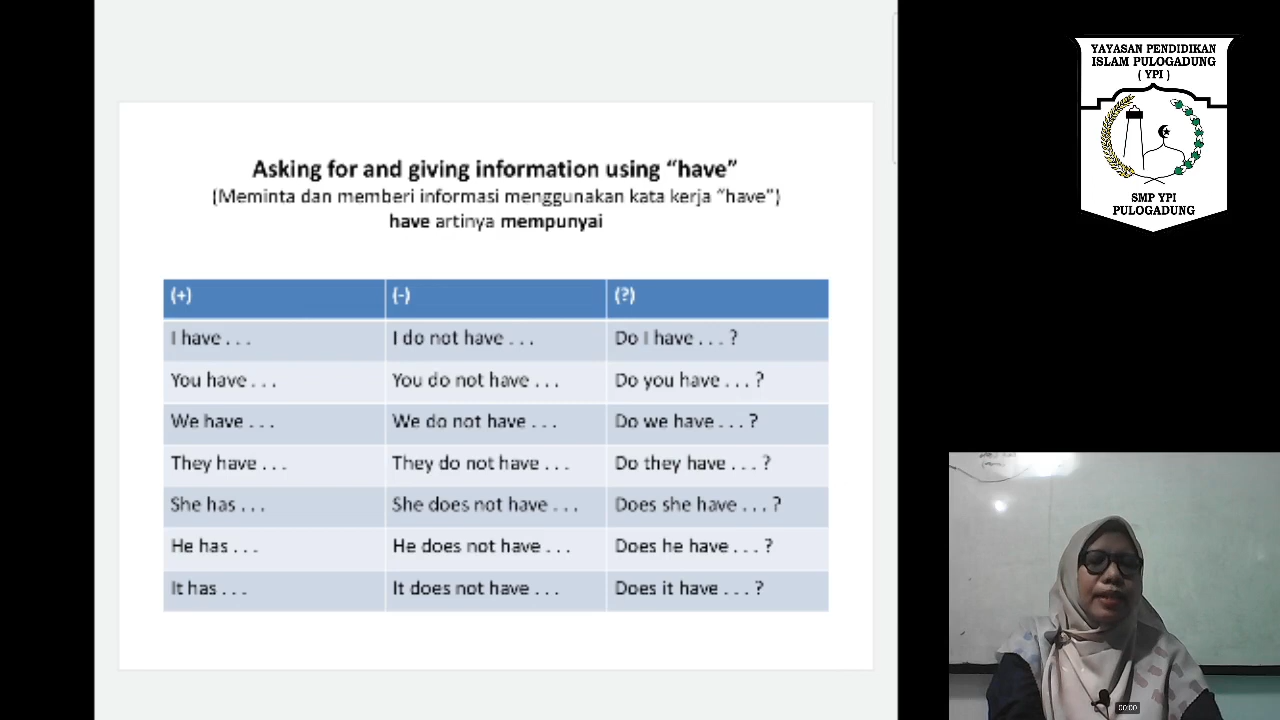 Asking for and giving information using “have”
(Meminta dan memberi informasi menggunakan kata kerja “have”)
have artinya mempunyai
(+) (-) (?)
I have . . . I do not have . . . Do I have . . . ?
You have . . . You do not have . . . Do you have . . . ?
We have . . . We do not have . . . Do we have . . . ?
They have . . . They do not have . . . Do they have . . . ?
She has . . . She does not have . . . Does she have . . . ?
He has . . . He does not have . . . Does he have . . . ?
It has . . . It does not have . . . Does it have . . . ?
YAYASAN PENDIDIKAN
ISLAM PULOGADUNG
( YPI )
SMP YPI
PULOGADUNG
00:00